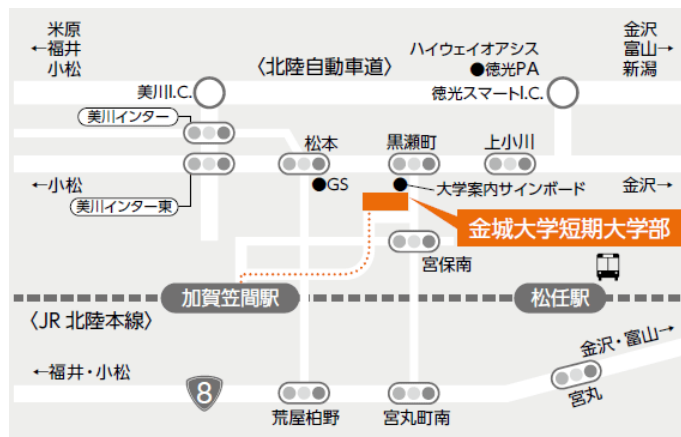 米原
←福井
小松
金沢
富山→
新潟
〈北陸自動車道〉
ハイウェイオアシス
●徳光PA
美川I.C.
徳光スマートI.C.
美川インター
松本
黒瀬町
上小川
←小松
●GS
大学案内サインボード
金沢→
美川インター東
金城大学短期大学部
宮保南
加賀笠間駅
松任駅
〈JR 北陸本線〉
金沢・富山→
←福井・小松
8
宮丸
荒屋柏野
宮丸町南